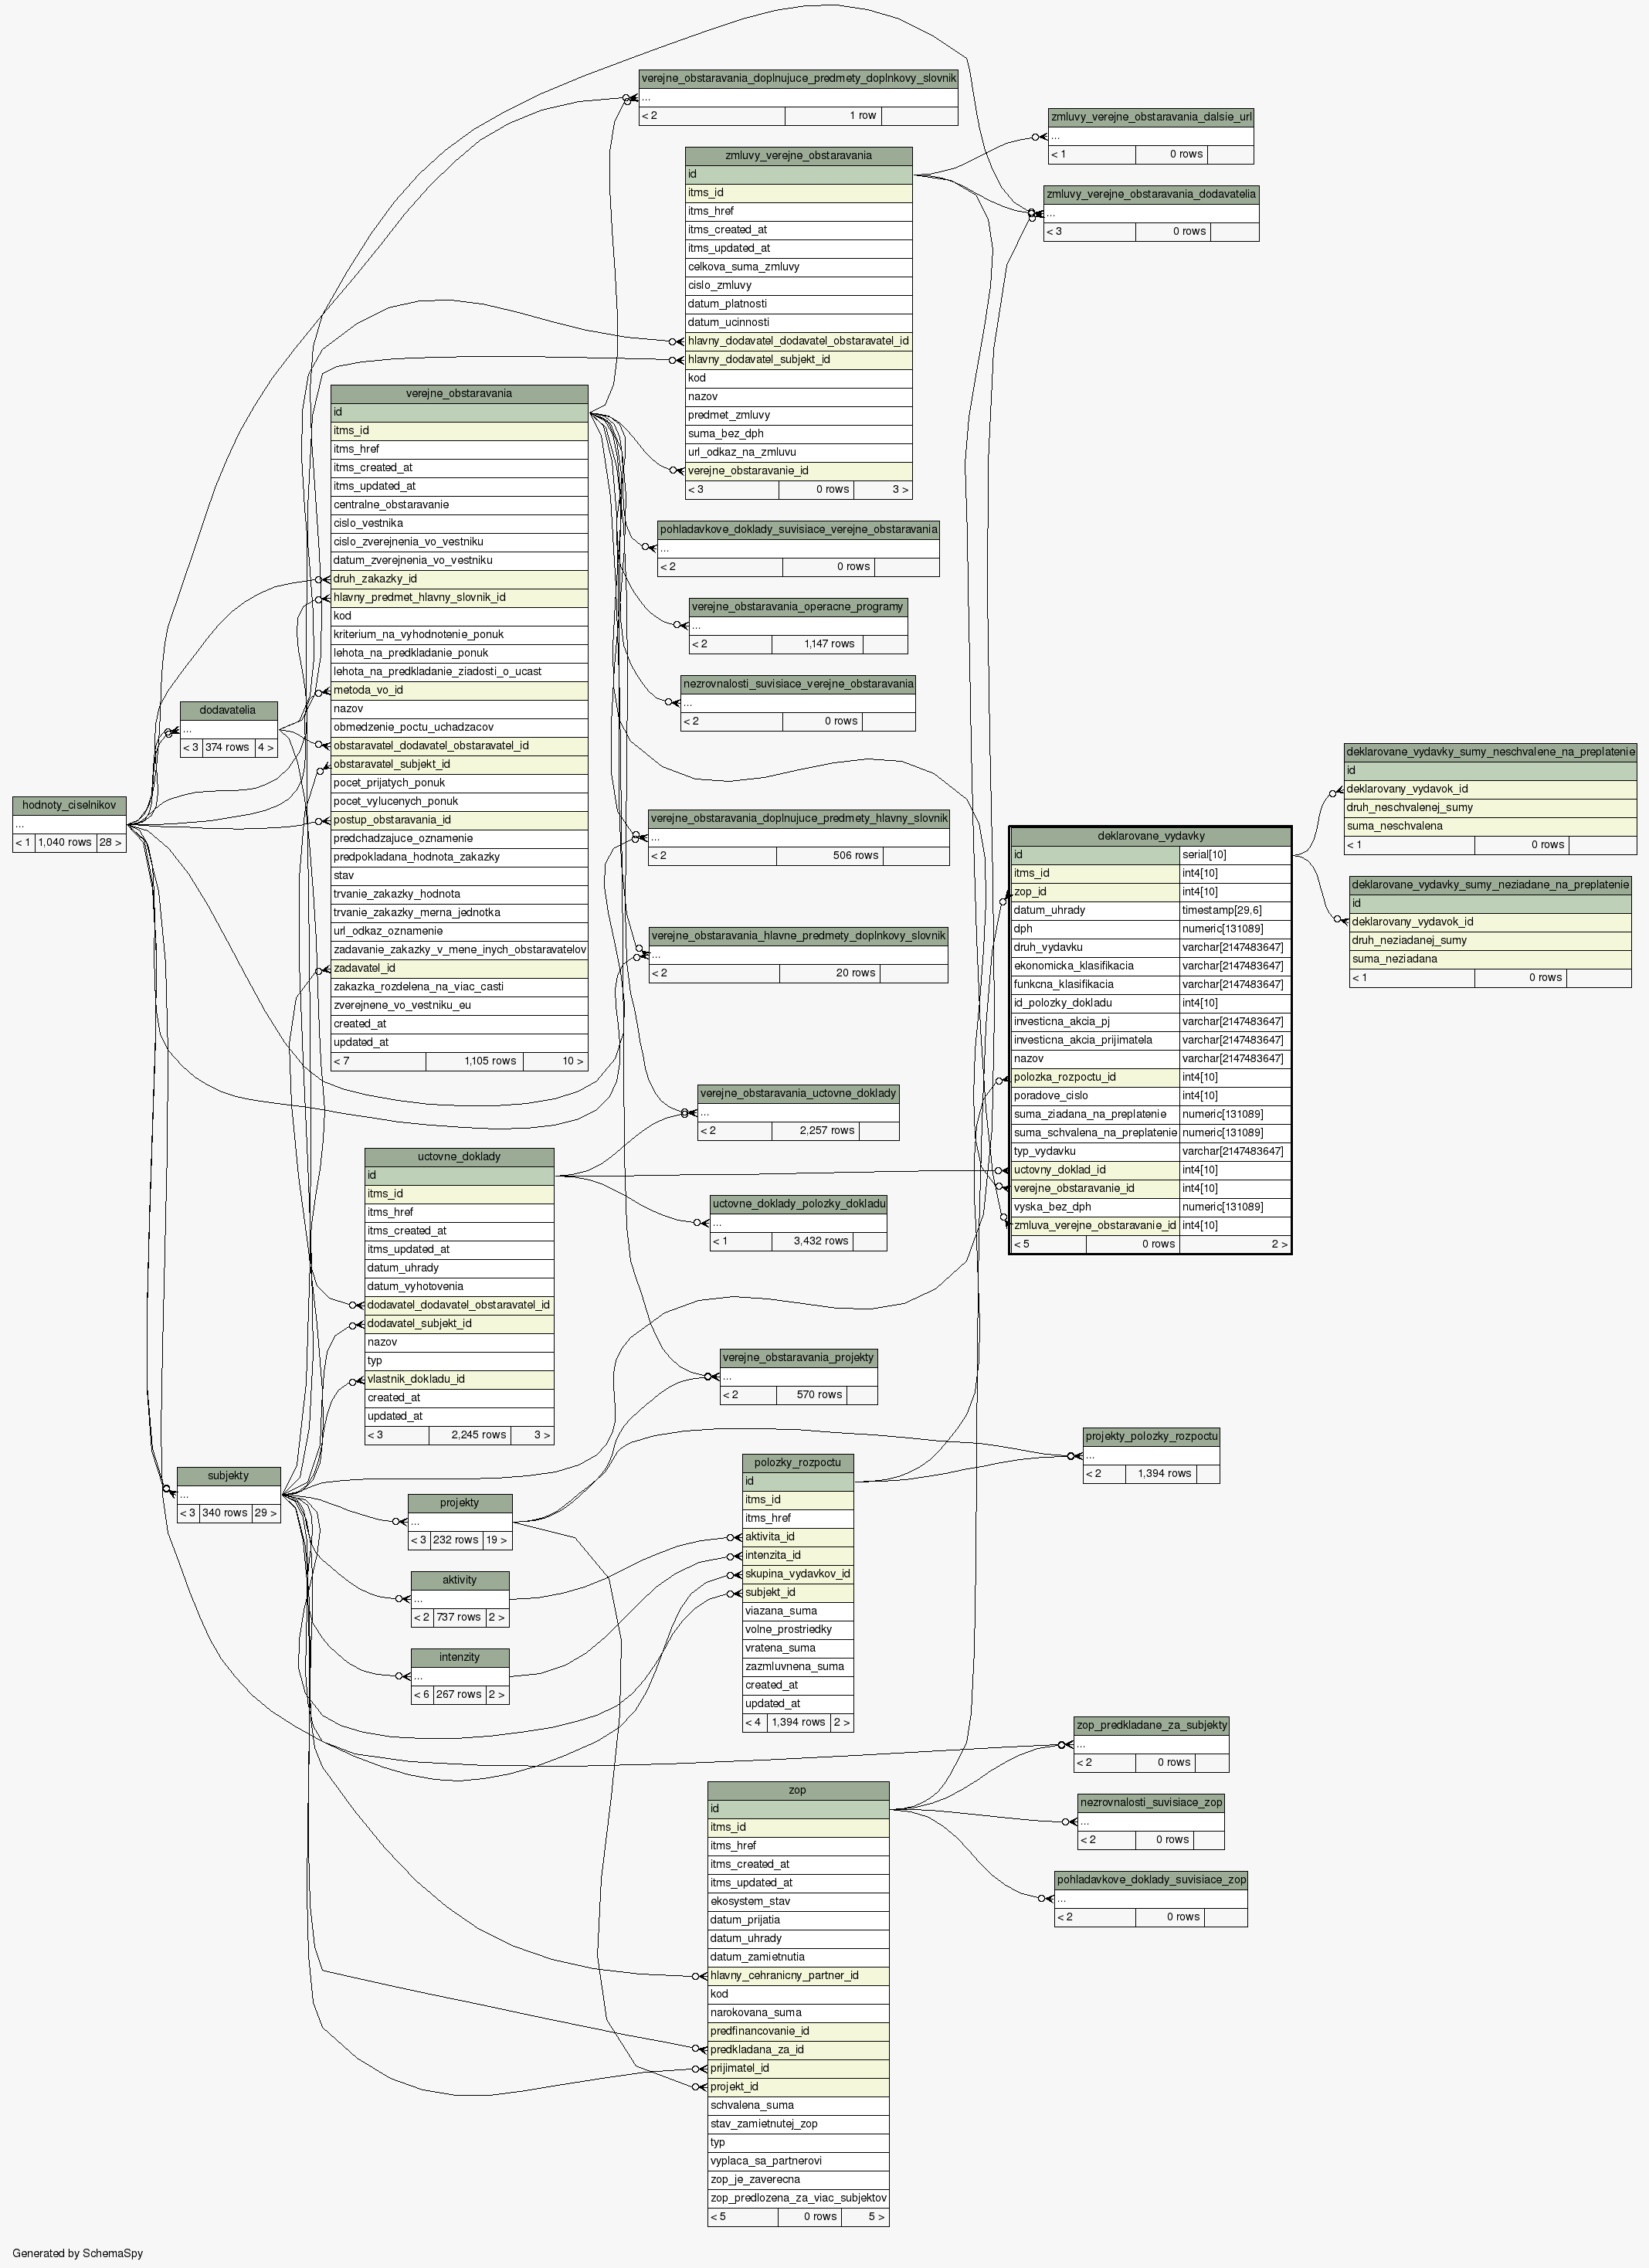 verejne_obstaravania_doplnujuce_predmety_doplnkovy_slovnik
...
< 2 1 row
zmluvy_verejne_obstaravania_dalsie_url
...
< 1 0 rows
zmluvy_verejne_obstaravania_dodavatelia
...
< 3 0 rows
zmluvy_verejne_obstaravania
id
itms_id
itms_href
itms_created_at
itms_updated_at
celkova_suma_zmluvy
cislo_zmluvy
datum_platnosti
datum_ucinnosti
hlavny_dodavatel_dodavatel_obstaravatel_id
hlavny_dodavatel_subjekt_id
kod
nazov
predmet_zmluvy
suma_bez_dph
url_odkaz_na_zmluvu
verejne_obstaravanie_id
< 3 0 rows 3 >
verejne_obstaravania
id
itms_id
itms_href
itms_created_at
itms_updated_at
centralne_obstaravanie
cislo_vestnika
cislo_zverejnenia_vo_vestniku
datum_zverejnenia_vo_vestniku
druh_zakazky_id
hlavny_predmet_hlavny_slovnik_id
kod
kriterium_na_vyhodnotenie_ponuk
lehota_na_predkladanie_ponuk
lehota_na_predkladanie_ziadosti_o_ucast
metoda_vo_id
nazov
obmedzenie_poctu_uchadzacov
obstaravatel_dodavatel_obstaravatel_id
obstaravatel_subjekt_id
pocet_prijatych_ponuk
pocet_vylucenych_ponuk
postup_obstaravania_id
predchadzajuce_oznamenie
predpokladana_hodnota_zakazky
stav
trvanie_zakazky_hodnota
trvanie_zakazky_merna_jednotka
url_odkaz_oznamenie
zadavanie_zakazky_v_mene_inych_obstaravatelov
zadavatel_id
zakazka_rozdelena_na_viac_casti
zverejnene_vo_vestniku_eu
created_at
updated_at
< 7 1,105 rows 10 >
pohladavkove_doklady_suvisiace_verejne_obstaravania
...
< 2 0 rows
verejne_obstaravania_operacne_programy
...
< 2 1,147 rows
nezrovnalosti_suvisiace_verejne_obstaravania
...
< 2 0 rows
dodavatelia
...
< 3 374 rows 4 >
hodnoty_ciselnikov
...
< 1 1,040 rows 28 >
verejne_obstaravania_doplnujuce_predmety_hlavny_slovnik
...
< 2 506 rows
verejne_obstaravania_hlavne_predmety_doplnkovy_slovnik
...
< 2 20 rows
deklarovane_vydavky_sumy_neschvalene_na_preplatenie
id
deklarovany_vydavok_id
druh_neschvalenej_sumy
suma_neschvalena
< 1 0 rows
deklarovane_vydavky_sumy_neziadane_na_preplatenie
id
deklarovany_vydavok_id
druh_neziadanej_sumy
suma_neziadana
< 1 0 rows
deklarovane_vydavky
id serial[10]
itms_id int4[10]
zop_id int4[10]
datum_uhrady timestamp[29,6]
dph numeric[131089]
druh_vydavku varchar[2147483647]
ekonomicka_klasifikacia varchar[2147483647]
funkcna_klasifikacia varchar[2147483647]
id_polozky_dokladu int4[10]
investicna_akcia_pj varchar[2147483647]
investicna_akcia_prijimatela varchar[2147483647]
nazov varchar[2147483647]
polozka_rozpoctu_id int4[10]
poradove_cislo int4[10]
suma_ziadana_na_preplatenie numeric[131089]
suma_schvalena_na_preplatenie numeric[131089]
typ_vydavku varchar[2147483647]
uctovny_doklad_id int4[10]
verejne_obstaravanie_id int4[10]
vyska_bez_dph numeric[131089]
zmluva_verejne_obstaravanie_id int4[10]
< 5 0 rows 2 >
verejne_obstaravania_uctovne_doklady
...
< 2 2,257 rows
uctovne_doklady
id
itms_id
itms_href
itms_created_at
itms_updated_at
datum_uhrady
datum_vyhotovenia
dodavatel_dodavatel_obstaravatel_id
dodavatel_subjekt_id
nazov
typ
vlastnik_dokladu_id
created_at
updated_at
< 3 2,245 rows 3 >
uctovne_doklady_polozky_dokladu
...
< 1 3,432 rows
verejne_obstaravania_projekty
...
< 2 570 rows
projekty_polozky_rozpoctu
...
< 2 1,394 rows
polozky_rozpoctu
id
itms_id
itms_href
aktivita_id
intenzita_id
skupina_vydavkov_id
subjekt_id
viazana_suma
volne_prostriedky
vratena_suma
zazmluvnena_suma
created_at
updated_at
< 4 1,394 rows 2 >
subjekty
...
< 3 340 rows 29 >
projekty
...
< 3 232 rows 19 >
aktivity
...
< 2 737 rows 2 >
intenzity
...
< 6 267 rows 2 >
zop_predkladane_za_subjekty
...
< 2 0 rows
nezrovnalosti_suvisiace_zop
...
< 2 0 rows
pohladavkove_doklady_suvisiace_zop
...
< 2 0 rows
zop
id
itms_id
itms_href
itms_created_at
itms_updated_at
ekosystem_stav
datum_prijatia
datum_uhrady
datum_zamietnutia
hlavny_cehranicny_partner_id
kod
narokovana_suma
predfinancovanie_id
predkladana_za_id
prijimatel_id
projekt_id
schvalena_suma
stav_zamietnutej_zop
typ
vyplaca_sa_partnerovi
zop_je_zaverecna
zop_predlozena_za_viac_subjektov
< 5 0 rows 5 >
Generated by SchemaSpy